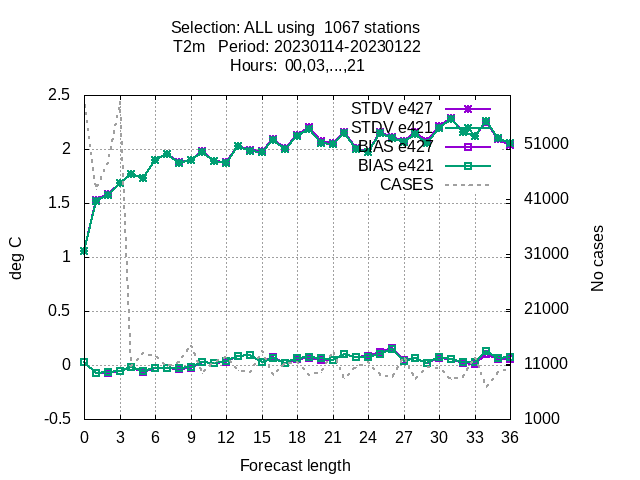 Selection: ALL using  1067 stations
T2m   Period: 20230114-20230122
Hours:  00,03,...,21
2.5
2
1.5
1
0.5
0
-0.5
deg C
STDV e427
STDV e421
BIAS e427
BIAS e421
CASES
51000
41000
31000
21000
11000
1000
No cases
0 3 6 9 12 15 18 21 24 27 30 33 36
Forecast length